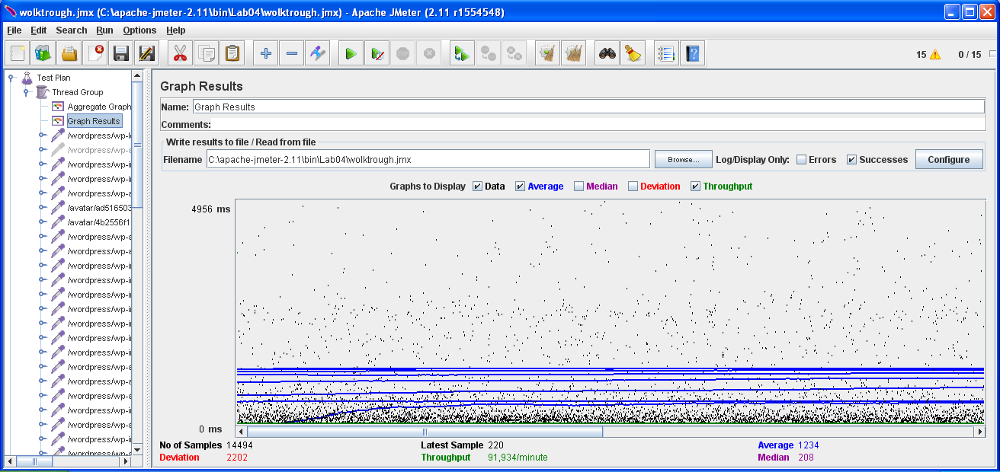 wolktrough.jmx (C:\apache-jmeter-2.11\bin\Lab04\wolktrough.jmx) - Apache JMeter (2.11 r1554548)
File Edit Search Run Options Help
15 0 / 15
Test Plan
Thread Group
Aggregate Graph
Graph Results
/wordpress/wp-l
/wordpress/wp-a
/wordpress/wp-i
/wordpress/wp-i
/wordpress/wp-a
/avatar/ad516503
/avatar/4b2556f1
/wordpress/wp-a
/wordpress/wp-a
/wordpress/wp-i
/wordpress/wp-i
/wordpress/wp-i
/wordpress/wp-i
/wordpress/wp-i
/wordpress/wp-i
/wordpress/wp-i
/wordpress/wp-a
/wordpress/wp-a
/wordpress/wp-a
/wordpress/wp-i
/wordpress/wp-a
/wordpress/wp-i
/wordpress/wp-a
Graph Results
Name: Graph Results
Comments:
Write results to file / Read from file
Filename C:\apache-jmeter-2.11\bin\Lab04\wolktrough.jmx Browse... Log/Display Only: Errors Successes Configure
Graphs to Display Data Average Median Deviation Throughput
4956 ms
0 ms
No of Samples 14494 Latest Sample 220 Average 1234
Deviation 2202 Throughput 91,934/minute Median 208